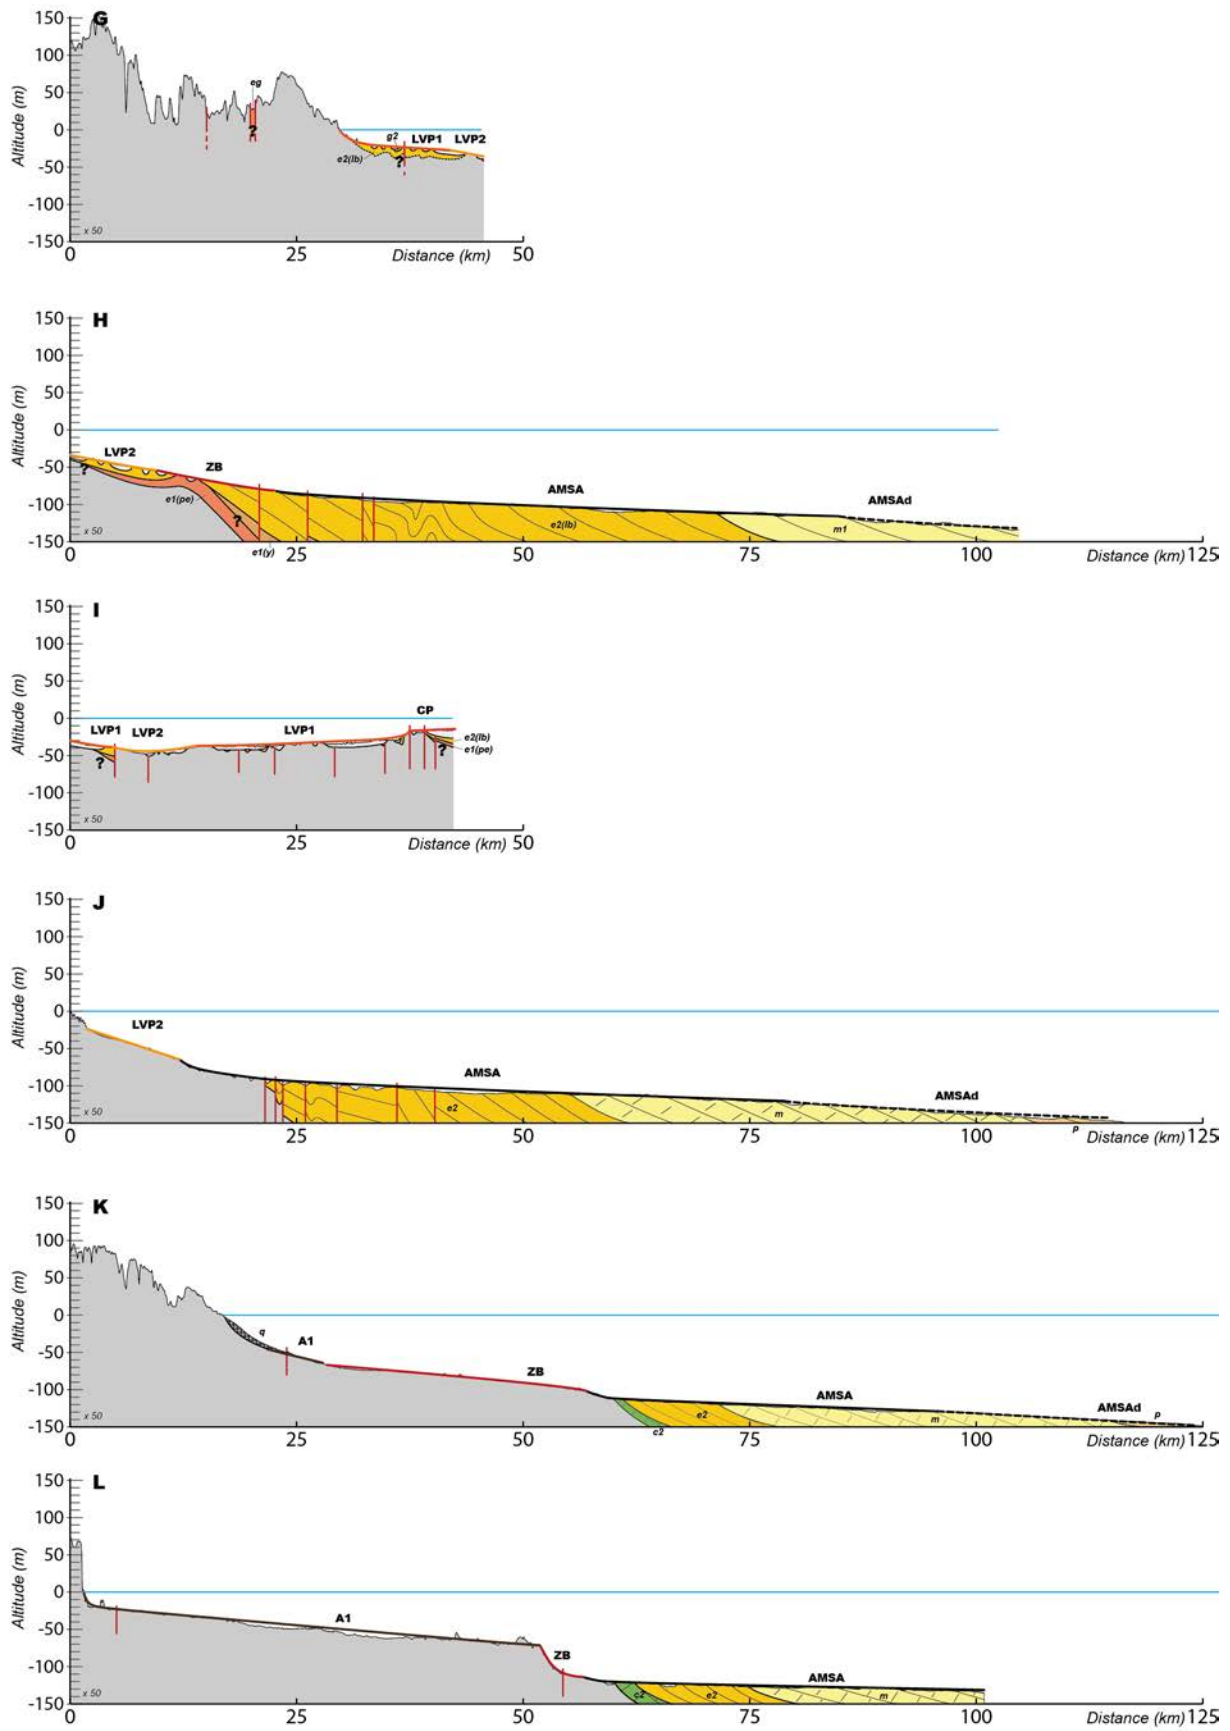 G
150
100
50
0
-50
-100
-150
Altitude (m)
eg
?
g2 LVP1 LVP2
e2(lb)
?
x 50
0 25 Distance (km) 50
H
150
100
50
0
-50
-100
-150
Altitude (m)
LVP2 ZB AMSA AMSAd
?
e1(pe)
?
e2(lb) m1
x 50
e1(y)
0 25 50 75 100 Distance (km) 125
I
150
100
50
0
-50
-100
-150
Altitude (m)
CP
LVP1 LVP2 LVP1
e2(lb)
e1(pe)
? ?
x 50
0 25 Distance (km) 50
J
150
100
50
0
-50
-100
-150
Altitude (m)
LVP2
AMSA
AMSAd
e2 m
p
x 50
0 25 50 75 100 Distance (km) 125
K
150
100
50
0
-50
-100
-150
Altitude (m)
q A1
ZB AMSA AMSAd
e2 m p
c2
x 50
0 25 50 75 100 Distance (km) 125
L
150
100
50
0
-50
-100
-150
Altitude (m)
A1
ZB AMSA
c2 e2 m
x 50
0 25 50 75 100 Distance (km) 125